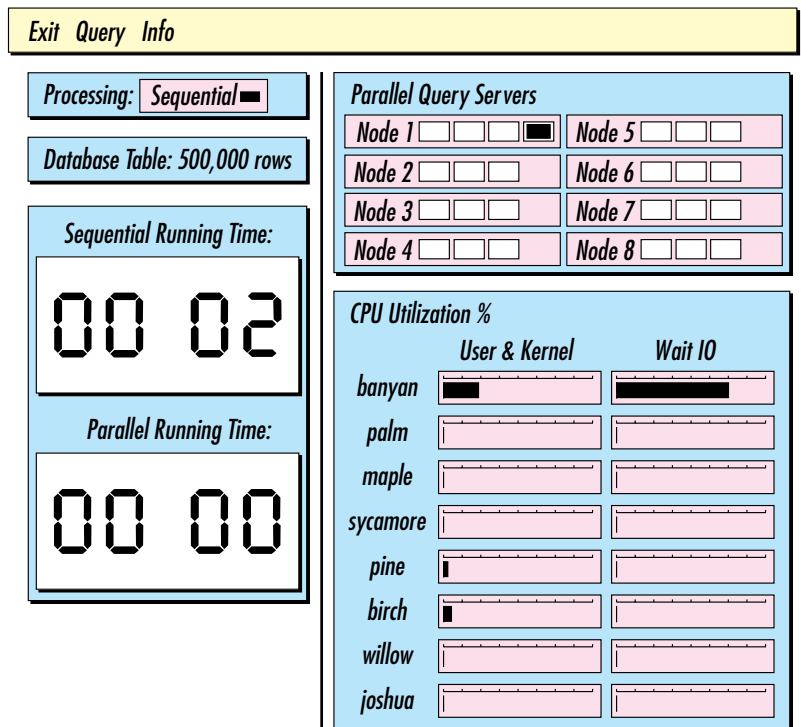 Exit Query Info
Processing: Sequential
Database Table: 500,000 rows
Sequential Running Time:
00 02
Parallel Running Time:
00 00
Parallel Query Servers
Node 1 Node 5
Node 2 Node 6
Node 3 Node 7
Node 4 Node 8
CPU Utilization %
User & Kernel Wait IO
banyan
palm
maple
sycamore
pine
birch
willow
joshua